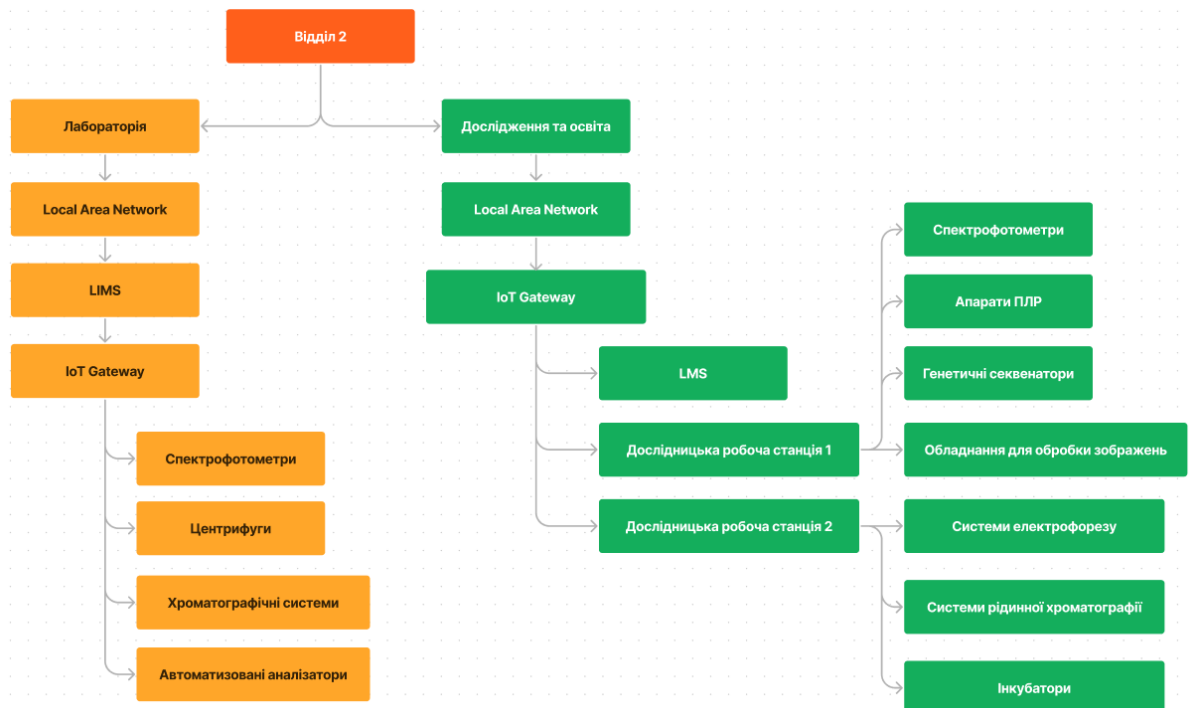 Відділ 2
Лабораторія
Local Area Network
LIMS
IoT Gateway
Спектрофотометри
Центрифуги
Хроматографічні системи
Автоматизовані аналізатори
Дослідження та освіта
Local Area Network
IoT Gateway
LMS
Дослідницька робоча станція 1
Спектрофотометри
Апарати ПЛР
Генетичні секвенатори
Обладнання для обробки зображень
Дослідницька робоча станція 2
Системи електрофорезу
Системи рідинної хроматографії
Інкубатори